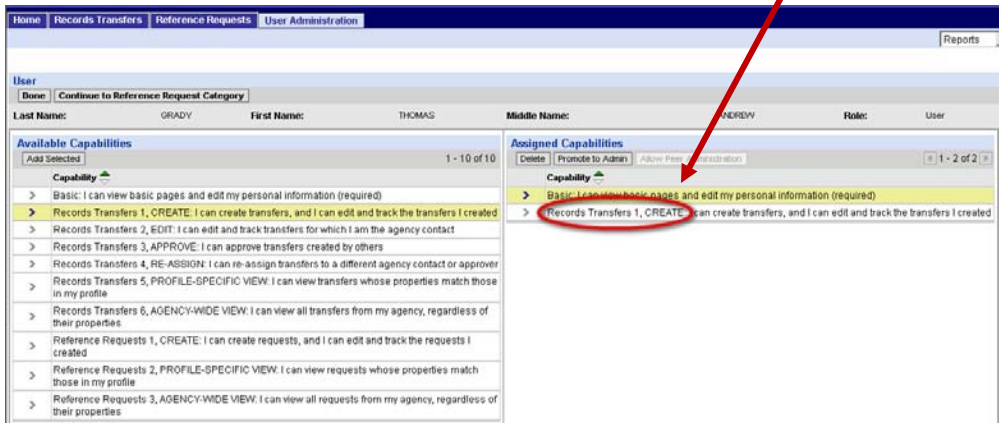 Home Records Transfers Reference Requests User Administration
Reports
User
Done Continue to Reference Request Category
Last Name: GRADY First Name: THOMAS Middle Name: ANDREW Role: User
Available Capabilities
Add Selected 1 - 10 of 10
Capability
Basic: I can view basic pages and edit my personal information (required)
Records Transfers 1, CREATE: I can create transfers, and I can edit and track the transfers I created
Records Transfers 2, EDIT: I can edit and track transfers for which I am the agency contact
Records Transfers 3, APPROVE: I can approve transfers created by others
Records Transfers 4, RE-ASSIGN: I can re-assign transfers to a different agency contact or approver
Records Transfers 5, PROFILE-SPECIFIC VIEW: I can view transfers whose properties match those
in my profile
Records Transfers 6, AGENCY-WIDE VIEW: I can view all transfers from my agency, regardless of
their properties
Reference Requests 1, CREATE: I can create requests, and I can edit and track the requests I
created
Reference Requests 2, PROFILE-SPECIFIC VIEW: I can view requests whose properties match
those in my profile
Reference Requests 3, AGENCY-WIDE VIEW: I can view all requests from my agency, regardless of
their properties
Assigned Capabilities
Delete Promote to Admin Allow Peer Administration 1 - 2 of 2
Capability
Basic: I can view basic pages and edit my personal information (required)
Records Transfers 1, CREATE: I can create transfers, and I can edit and track the transfers I created